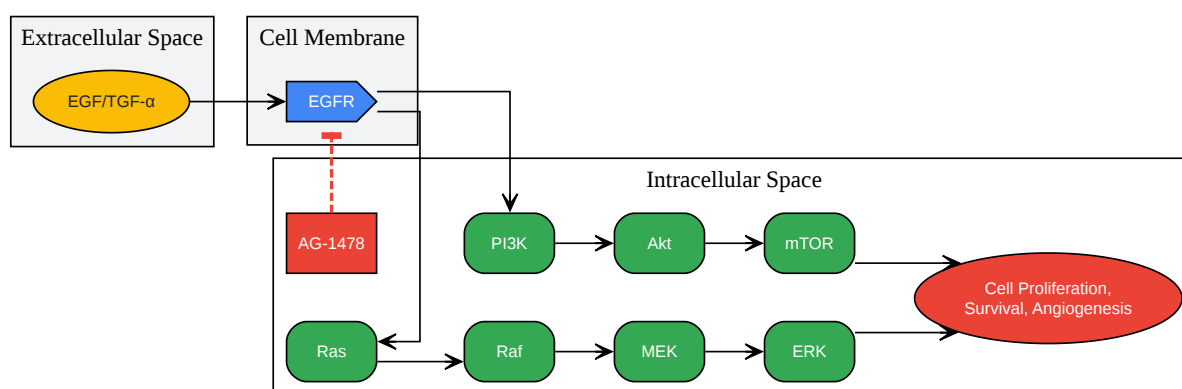 Extracellular Space
Cell Membrane
EGF/TGF-α
EGFR
Intracellular Space
AG-1478
PI3K
Akt
mTOR
Cell Proliferation,
Survival, Angiogenesis
Ras
Raf
MEK
ERK